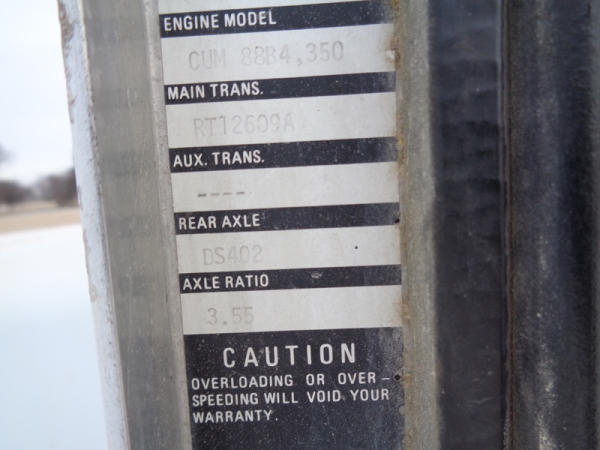 ENGINE MODEL
CUM 88B4,350
MAIN TRANS.
RT12609A
AUX. TRANS.
----
REAR AXLE
DS402
AXLE RATIO
3.55
CAUTION
OVERLOADING OR OVER-
SPEEDING WILL VOID YOUR
WARRANTY.